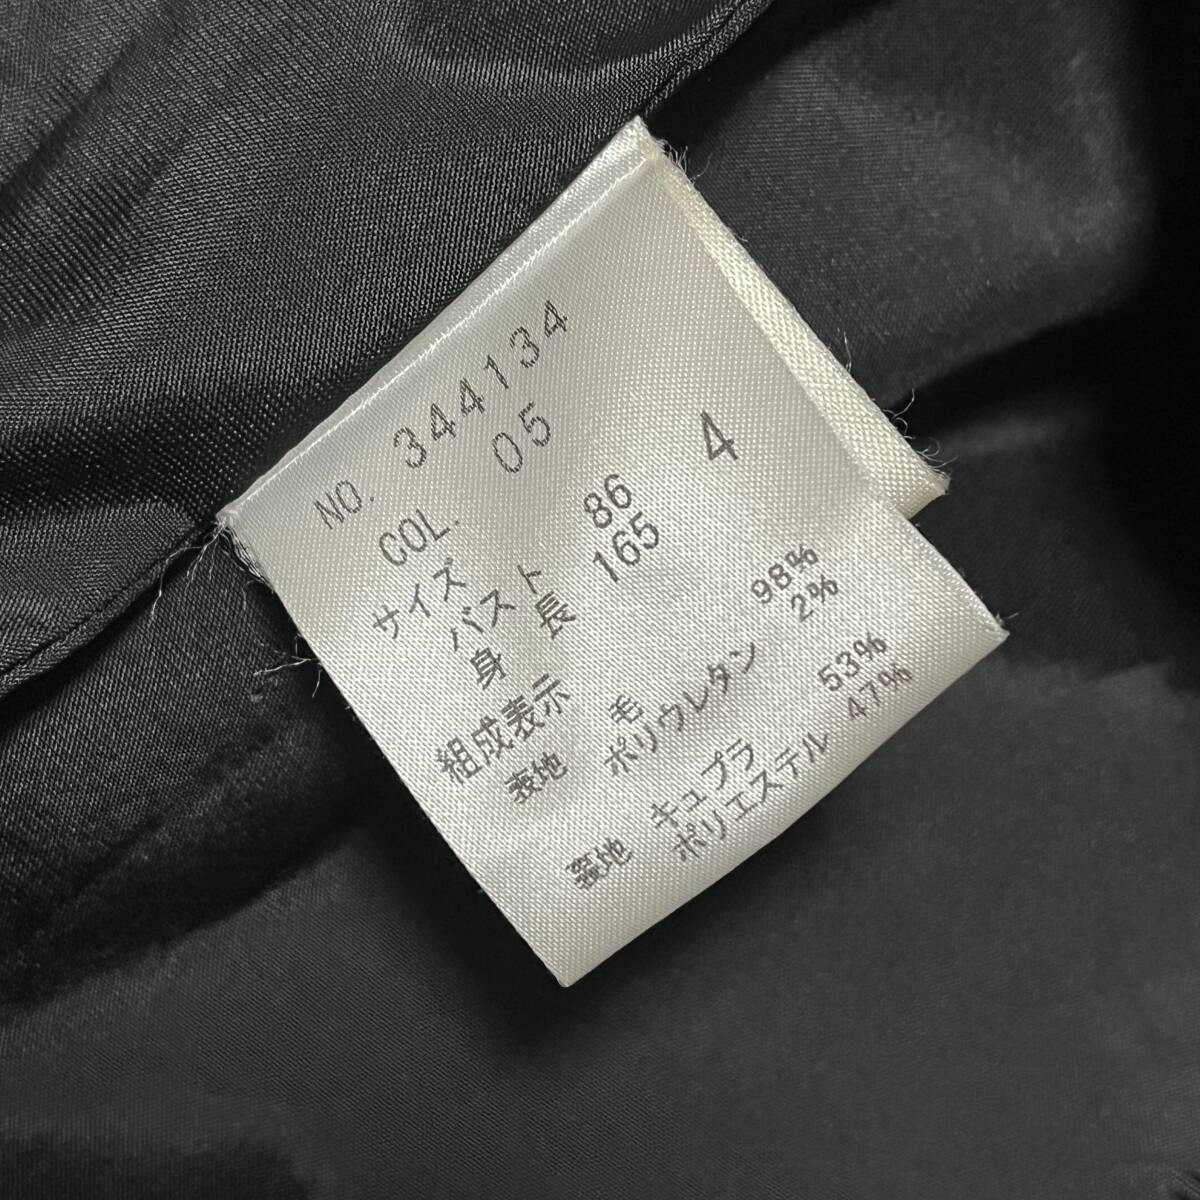 NO. 344134
COL. 05
サイズ 4
バスト 86
身長 165
組成表示
表地 毛 98%
ポリウレタン 2%
裏地 キュプラ 53%
ポリエステル 47%